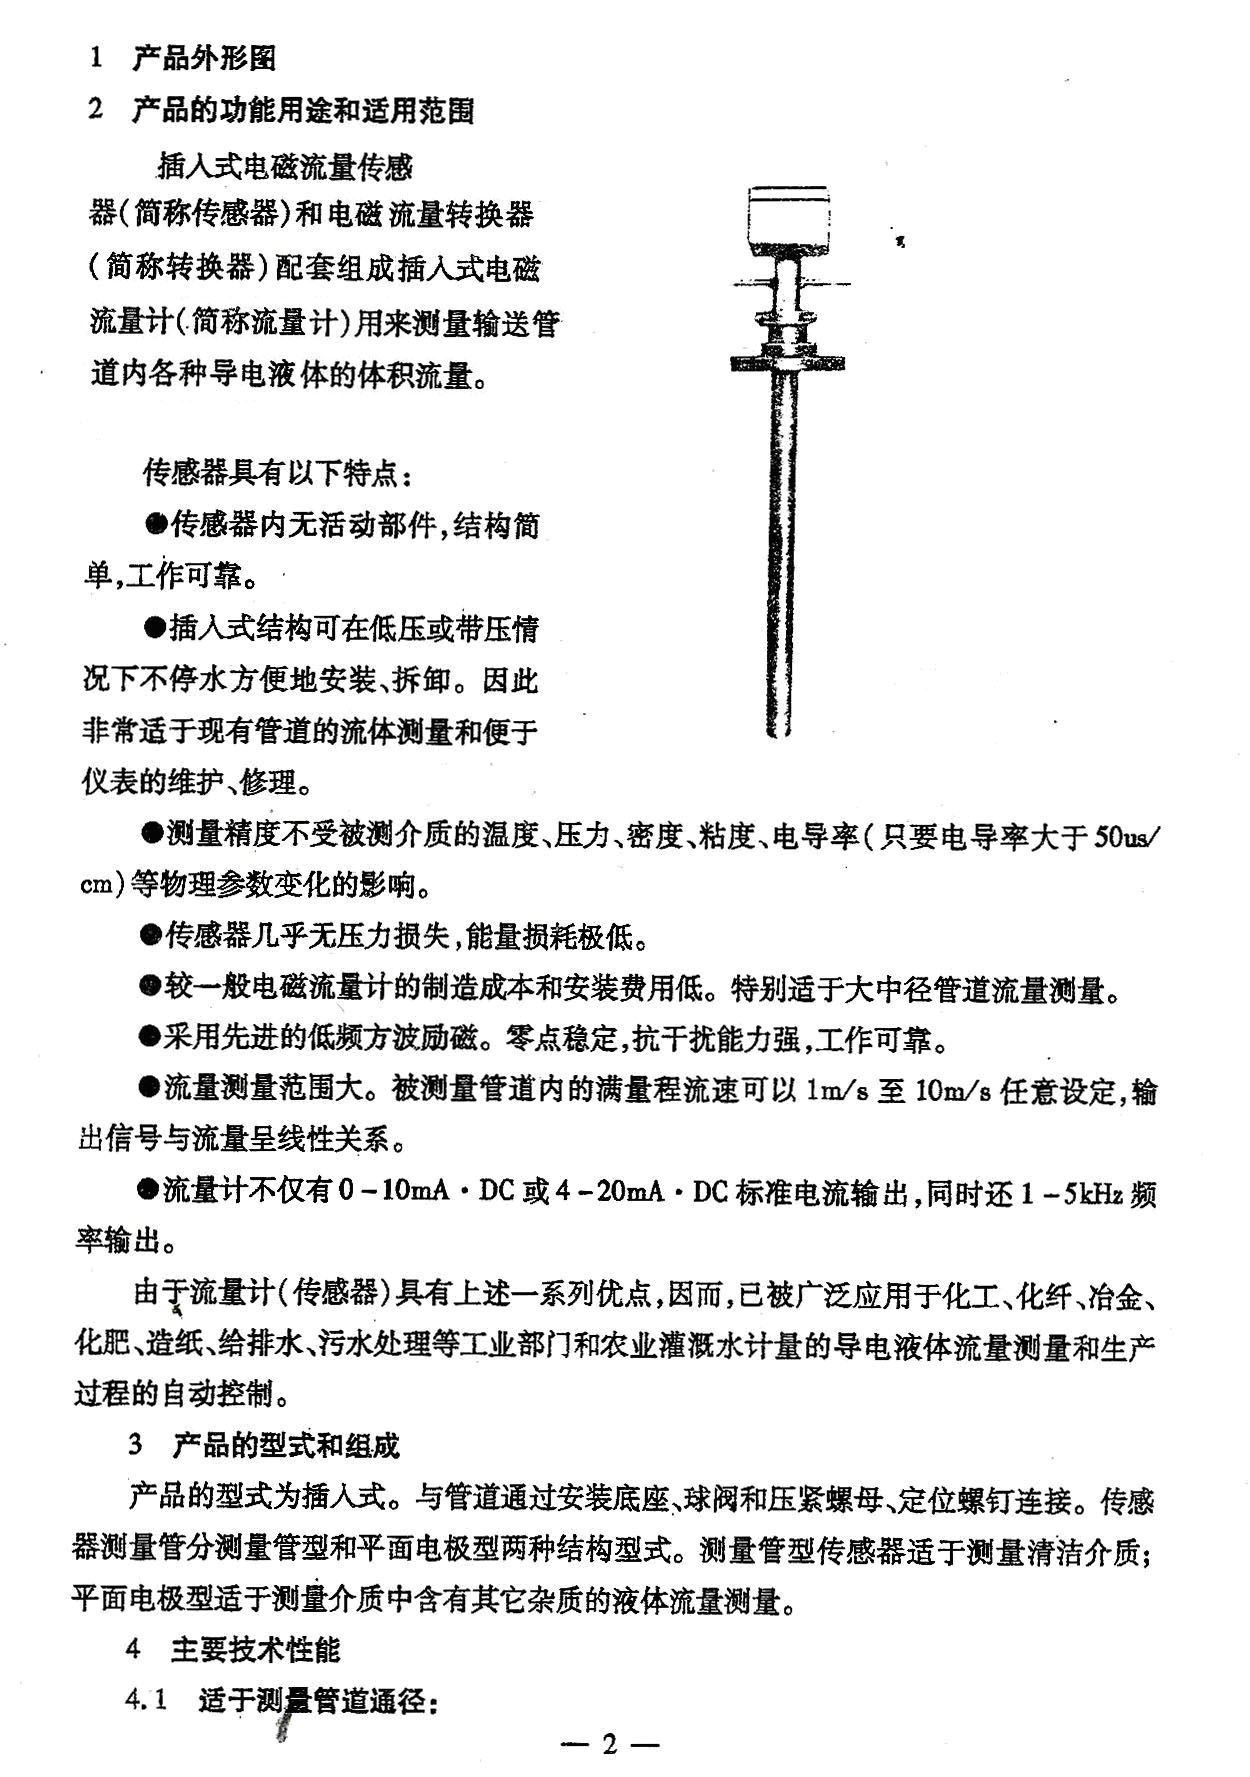 1 产品外形图
2 产品的功能用途和适用范围
插入式电磁流量传感
器(简称传感器)和电磁流量转换器
(简称转换器)配套组成插入式电磁
流量计(简称流量计)用来测量输送管
道内各种导电液体的体积流量。
传感器具有以下特点:
●传感器内无活动部件,结构简
单,工作可靠。
●插入式结构可在低压或带压情
况下不停水方便地安装、拆卸。因此
非常适于现有管道的流体测量和便于
仪表的维护、修理。
●测量精度不受被测介质的温度、压力、密度、粘度、电导率(只要电导率大于50us/
cm)等物理参数变化的影响。
●传感器几乎无压力损失,能量损耗极低。
●较一般电磁流量计的制造成本和安装费用低。特别适于大中径管道流量测量。
●采用先进的低频方波励磁。零点稳定,抗干扰能力强,工作可靠。
●流量测量范围大。被测量管道内的满量程流速可以1m/s至10m/s任意设定,输
出信号与流量呈线性关系。
●流量计不仅有0-10mA·DC或4-20mA·DC标准电流输出,同时还1-5kHz频
率输出。
由于流量计(传感器)具有上述一系列优点,因而,已被广泛应用于化工、化纤、冶金、
化肥、造纸、给排水、污水处理等工业部门和农业灌溉水计量的导电液体流量测量和生产
过程的自动控制。
3 产品的型式和组成
产品的型式为插入式。与管道通过安装底座、球阀和压紧螺母、定位螺钉连接。传感
器测量管分测量管型和平面电极型两种结构型式。测量管型传感器适于测量清洁介质;
平面电极型适于测量介质中含有其它杂质的液体流量测量。
4 主要技术性能
4.1 适于测量管道通径:
— 2 —